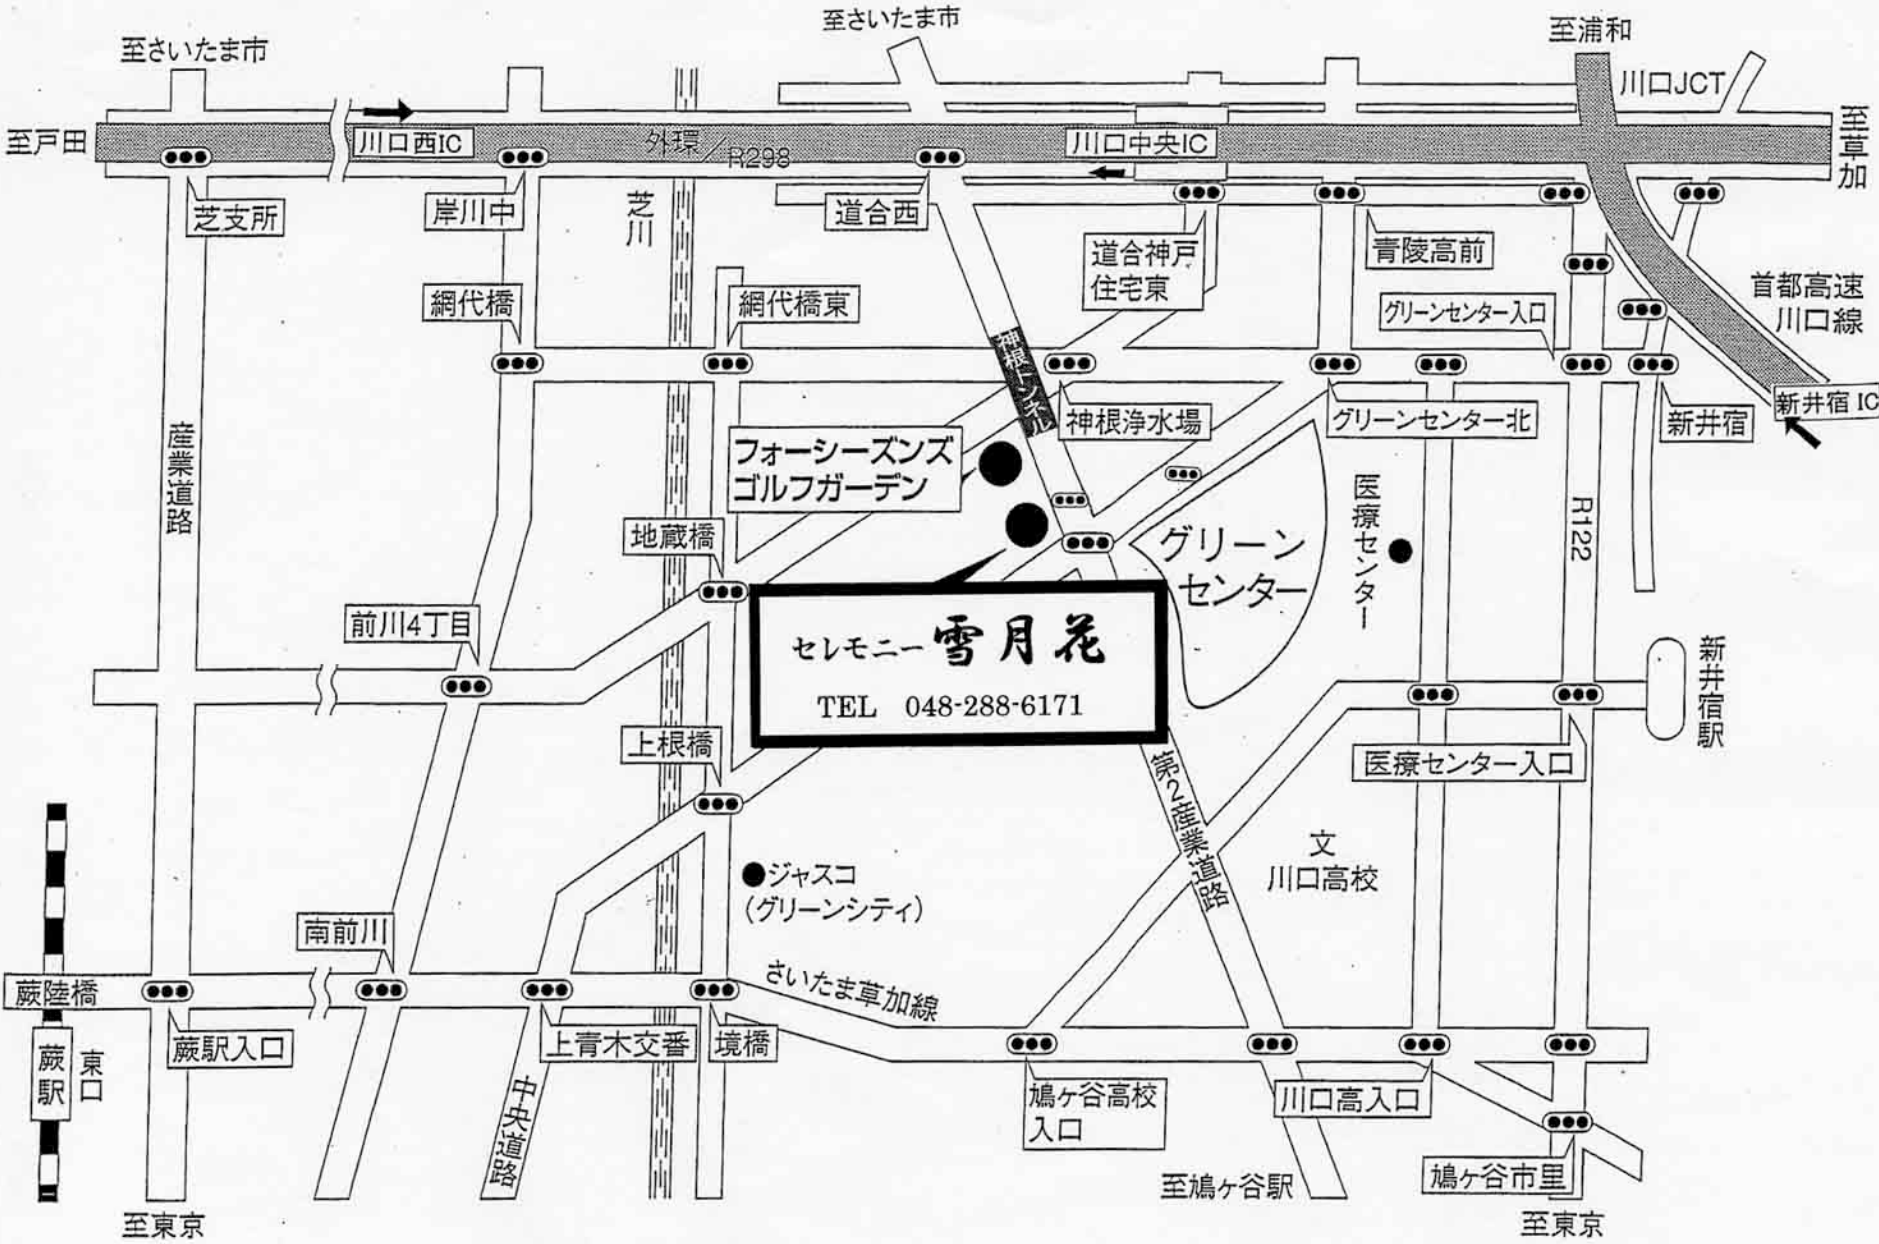 至さいたま市
至さいたま市
至浦和
川口JCT
至戸田
川口西IC
外環/R298
川口中央IC
至草加
芝支所
岸川中
芝川
道合西
道合神戸
住宅東
青陵高前
首都高速
川口線
網代橋
網代橋東
グリーンセンター入口
神根トンネル
神根浄水場
グリーンセンター北
新井宿
新井宿 IC
産業道路
フォーシーズンズ
ゴルフガーデン
医療センター
R122
地蔵橋
グリーン
センター
前川4丁目
セレモニー 雪月花
TEL 048-288-6171
新井宿駅
上根橋
医療センター入口
第2産業道路
文
川口高校
ジャスコ
(グリーンシティ)
南前川
さいたま草加線
蕨陸橋
蕨駅
東口
蕨駅入口
上青木交番
境橋
中央道路
鳩ヶ谷高校
入口
川口高入口
鳩ヶ谷市里
至鳩ヶ谷駅
至東京
至東京